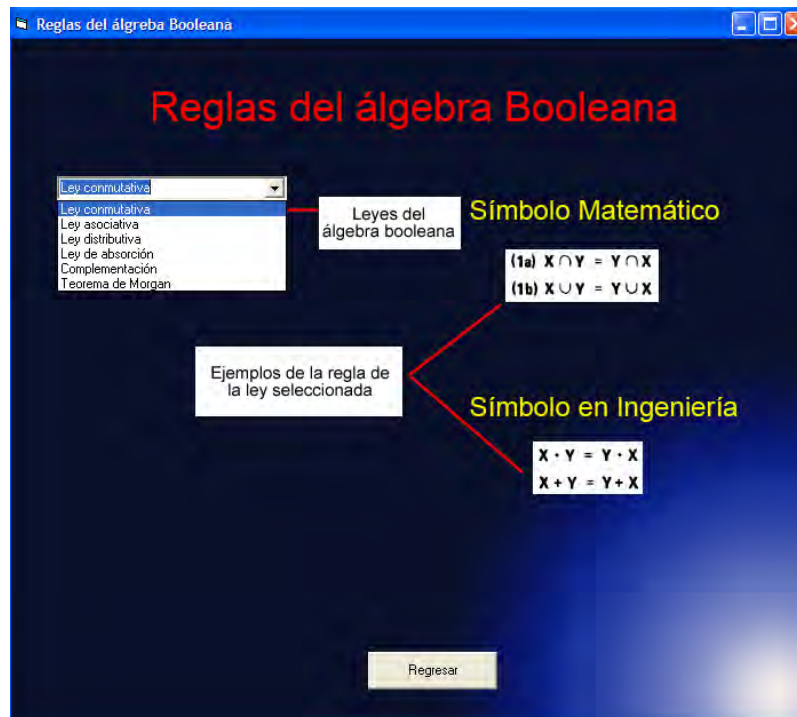 Reglas del álgreba Booleana
Reglas del álgebra Booleana
Ley conmutativa
Ley conmutativa
Ley asociativa
Ley distributiva
Ley de absorción
Complementación
Teorema de Morgan
Leyes del
álgebra booleana
Símbolo Matemático
(1a) X ∩ Y = Y ∩ X
(1b) X ∪ Y = Y ∪ X
Ejemplos de la regla de
la ley seleccionada
Símbolo en Ingeniería
X · Y = Y · X
X + Y = Y + X
Regresar